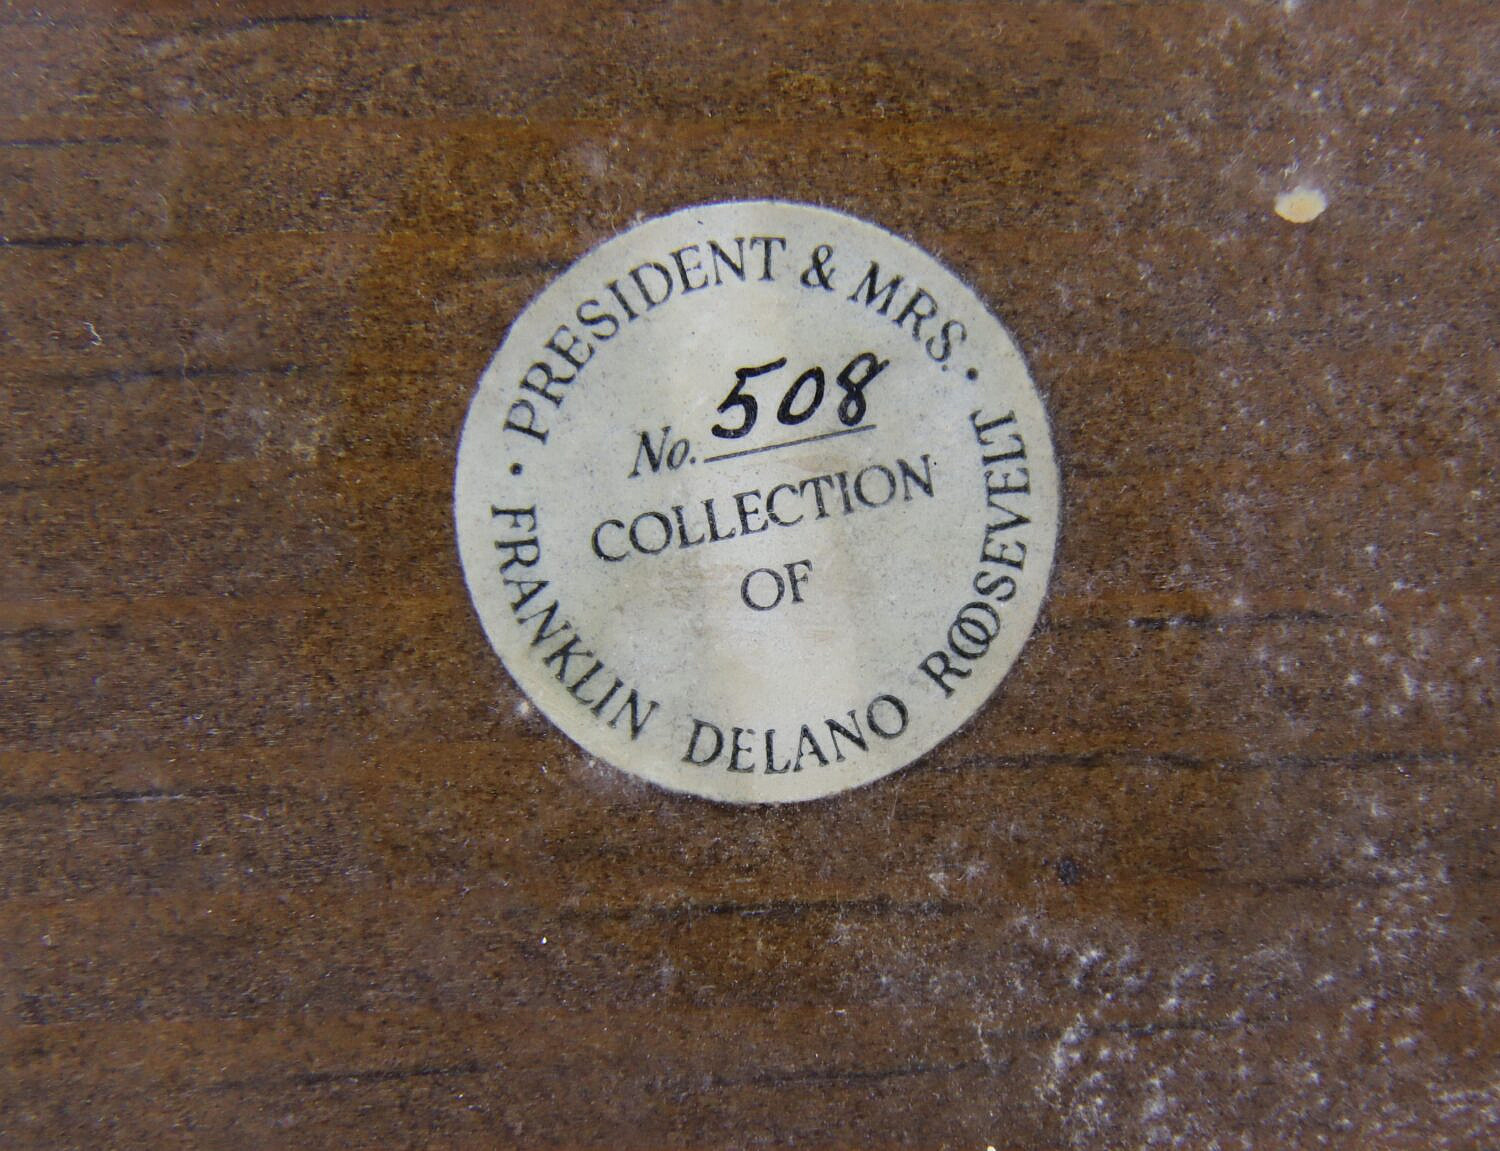 No. 508
COLLECTION
OF
· PRESIDENT & MRS. ·
FRANKLIN DELANO ROOSEVELT